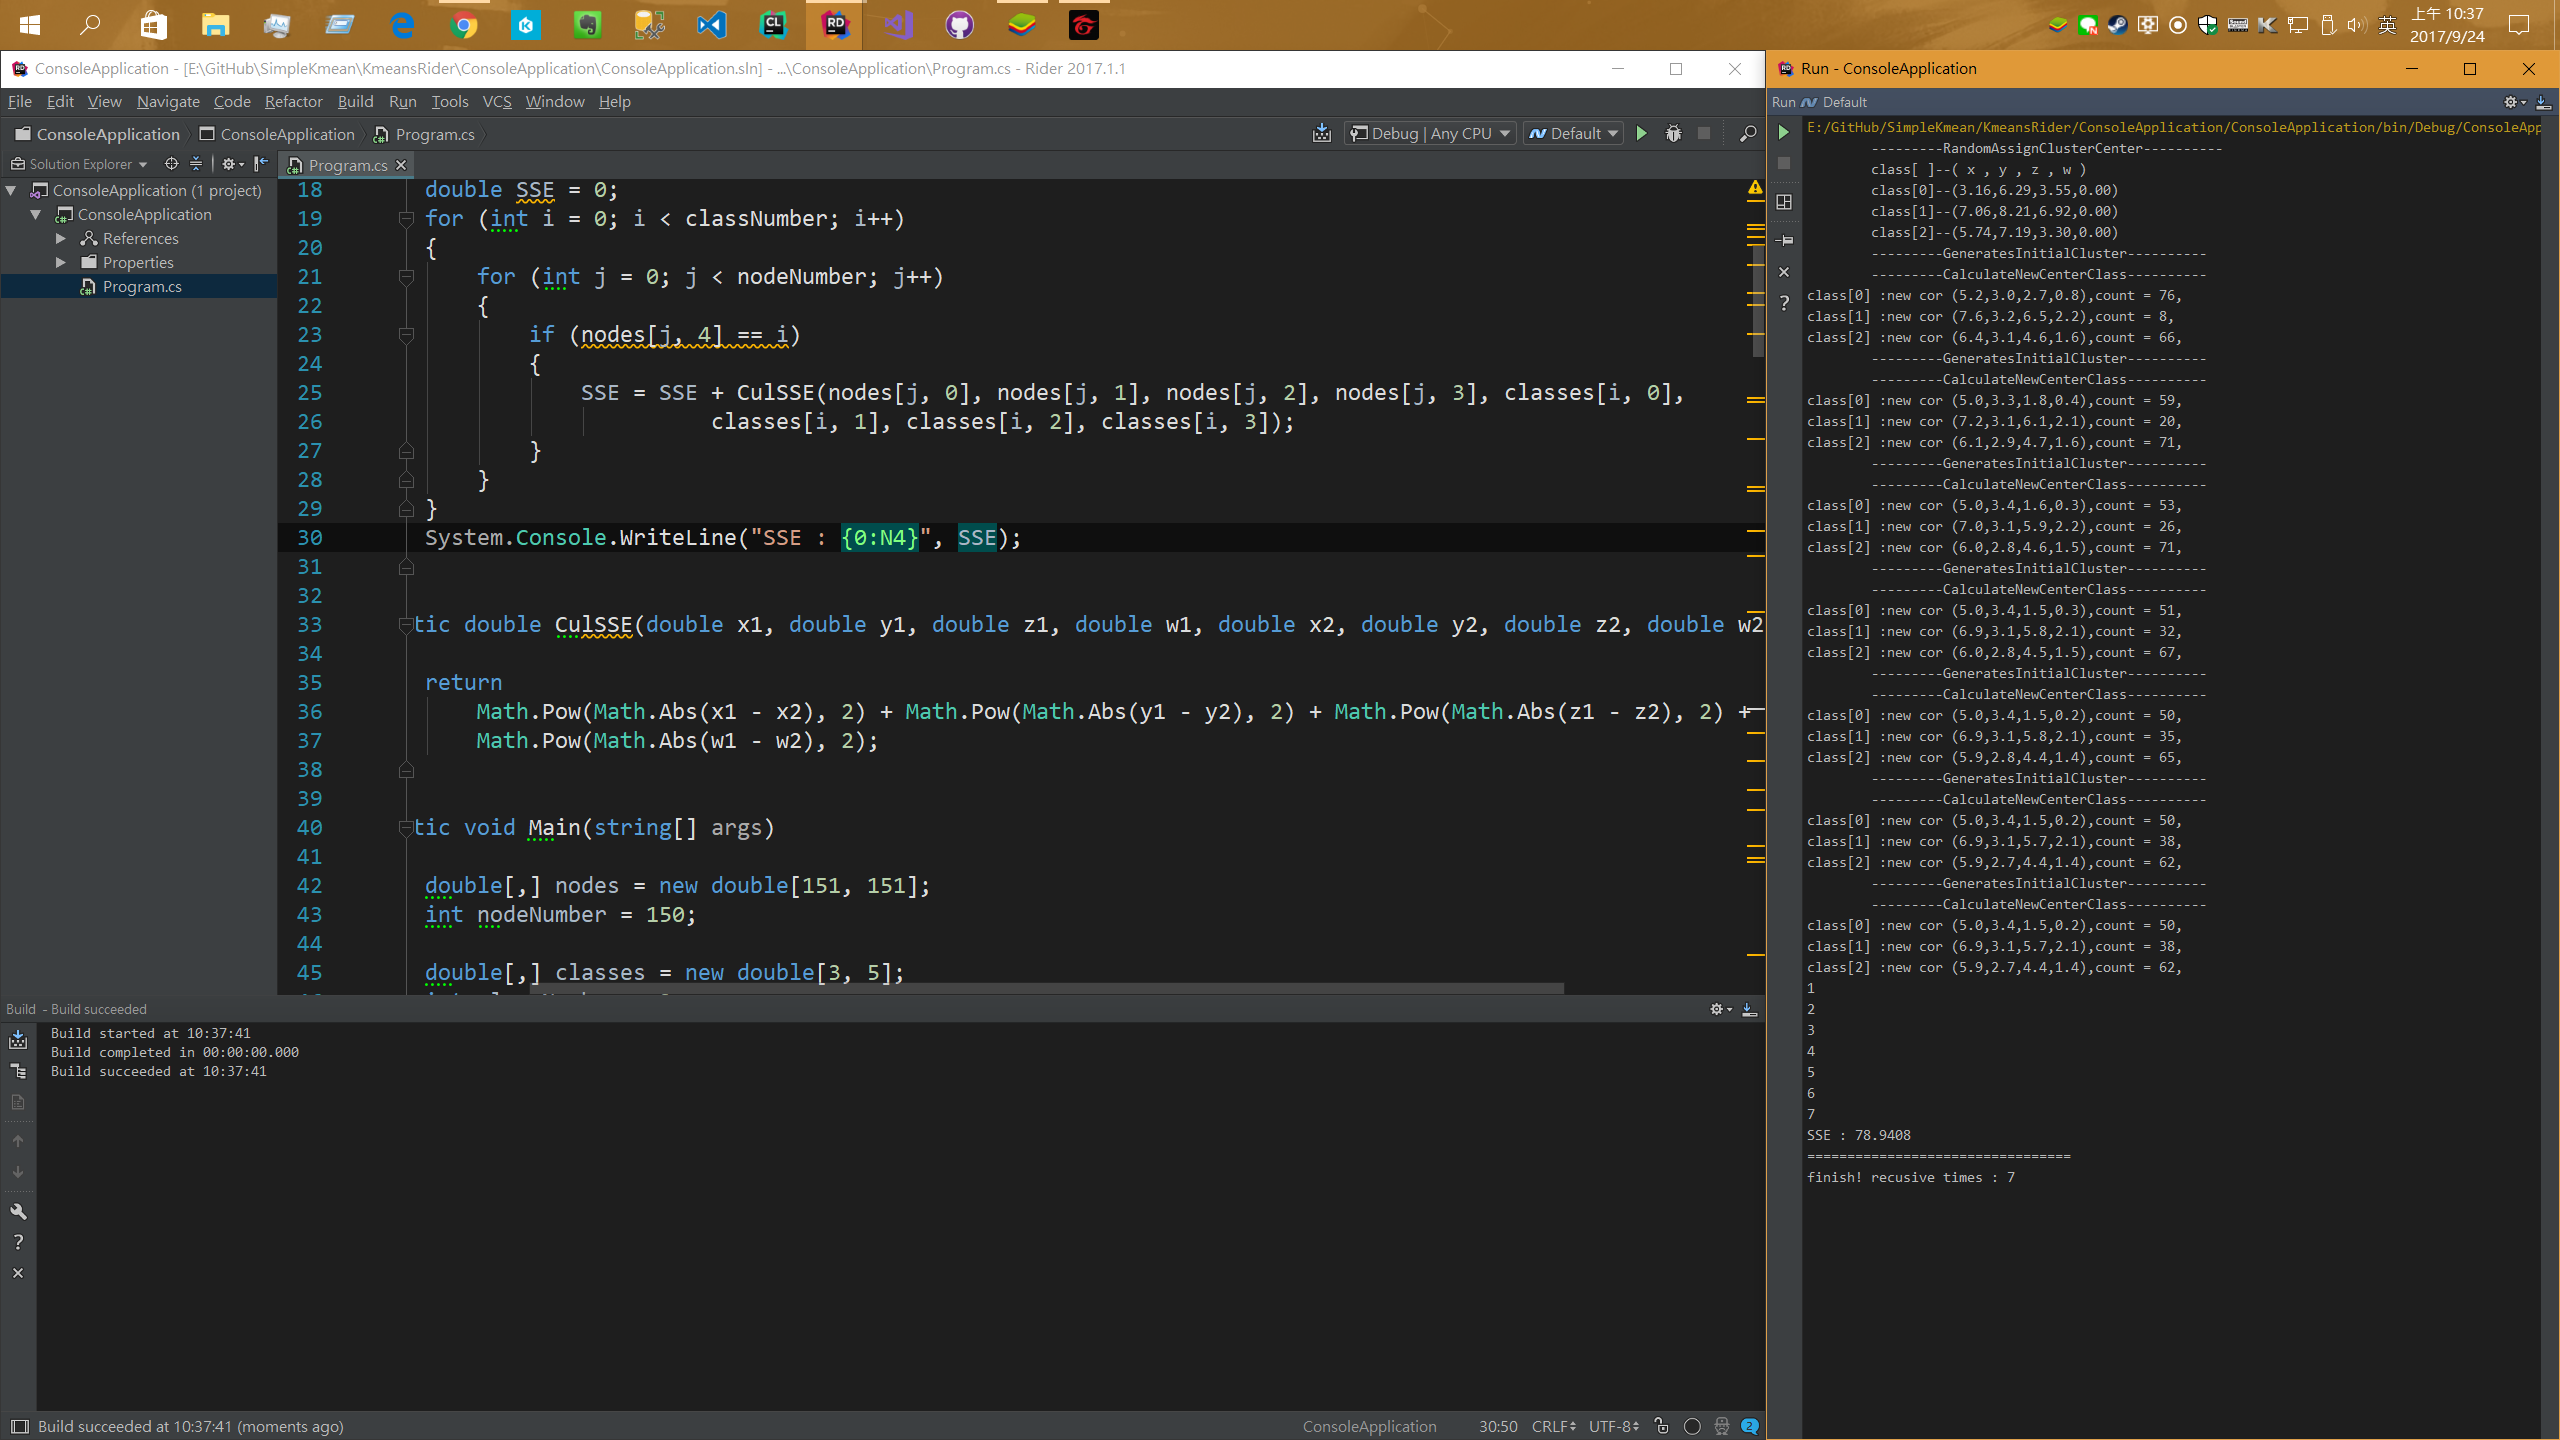 英
上午 10:37
2017/9/24
ConsoleApplication - [E:\GitHub\SimpleKmean\KmeansRider\ConsoleApplication\ConsoleApplication.sln] - ...\ConsoleApplication\Program.cs - Rider 2017.1.1
File Edit View Navigate Code Refactor Build Run Tools VCS Window Help
ConsoleApplication ConsoleApplication Program.cs
Debug | Any CPU Default
Solution Explorer
Program.cs
ConsoleApplication (1 project)
ConsoleApplication
References
Properties
Program.cs
18 double SSE = 0;
19 for (int i = 0; i < classNumber; i++)
20 {
21 for (int j = 0; j < nodeNumber; j++)
22 {
23 if (nodes[j, 4] == i)
24 {
25 SSE = SSE + CulSSE(nodes[j, 0], nodes[j, 1], nodes[j, 2], nodes[j, 3], classes[i, 0],
26 classes[i, 1], classes[i, 2], classes[i, 3]);
27 }
28 }
29 }
30 System.Console.WriteLine("SSE : {0:N4}", SSE);
31
32
33 tic double CulSSE(double x1, double y1, double z1, double w1, double x2, double y2, double z2, double w2
34
35 return
36 Math.Pow(Math.Abs(x1 - x2), 2) + Math.Pow(Math.Abs(y1 - y2), 2) + Math.Pow(Math.Abs(z1 - z2), 2) +
37 Math.Pow(Math.Abs(w1 - w2), 2);
38
39
40 tic void Main(string[] args)
41
42 double[,] nodes = new double[151, 151];
43 int nodeNumber = 150;
44
45 double[,] classes = new double[3, 5];
Build - Build succeeded
Build started at 10:37:41
Build completed in 00:00:00.000
Build succeeded at 10:37:41
Build succeeded at 10:37:41 (moments ago)
ConsoleApplication 30:50 CRLF UTF-8 2
Run - ConsoleApplication
Run Default
E:/GitHub/SimpleKmean/KmeansRider/ConsoleApplication/ConsoleApplication/bin/Debug/ConsoleApp
---------RandomAssignClusterCenter----------
class[ ]--( x , y , z , w )
class[0]--(3.16,6.29,3.55,0.00)
class[1]--(7.06,8.21,6.92,0.00)
class[2]--(5.74,7.19,3.30,0.00)
---------GeneratesInitialCluster----------
---------CalculateNewCenterClass----------
class[0] :new cor (5.2,3.0,2.7,0.8),count = 76,
class[1] :new cor (7.6,3.2,6.5,2.2),count = 8,
class[2] :new cor (6.4,3.1,4.6,1.6),count = 66,
---------GeneratesInitialCluster----------
---------CalculateNewCenterClass----------
class[0] :new cor (5.0,3.3,1.8,0.4),count = 59,
class[1] :new cor (7.2,3.1,6.1,2.1),count = 20,
class[2] :new cor (6.1,2.9,4.7,1.6),count = 71,
---------GeneratesInitialCluster----------
---------CalculateNewCenterClass----------
class[0] :new cor (5.0,3.4,1.6,0.3),count = 53,
class[1] :new cor (7.0,3.1,5.9,2.2),count = 26,
class[2] :new cor (6.0,2.8,4.6,1.5),count = 71,
---------GeneratesInitialCluster----------
---------CalculateNewCenterClass----------
class[0] :new cor (5.0,3.4,1.5,0.3),count = 51,
class[1] :new cor (6.9,3.1,5.8,2.1),count = 32,
class[2] :new cor (6.0,2.8,4.5,1.5),count = 67,
---------GeneratesInitialCluster----------
---------CalculateNewCenterClass----------
class[0] :new cor (5.0,3.4,1.5,0.2),count = 50,
class[1] :new cor (6.9,3.1,5.8,2.1),count = 35,
class[2] :new cor (5.9,2.8,4.4,1.4),count = 65,
---------GeneratesInitialCluster----------
---------CalculateNewCenterClass----------
class[0] :new cor (5.0,3.4,1.5,0.2),count = 50,
class[1] :new cor (6.9,3.1,5.7,2.1),count = 38,
class[2] :new cor (5.9,2.7,4.4,1.4),count = 62,
---------GeneratesInitialCluster----------
---------CalculateNewCenterClass----------
class[0] :new cor (5.0,3.4,1.5,0.2),count = 50,
class[1] :new cor (6.9,3.1,5.7,2.1),count = 38,
class[2] :new cor (5.9,2.7,4.4,1.4),count = 62,
1
2
3
4
5
6
7
SSE : 78.9408
=================================
finish! recusive times : 7